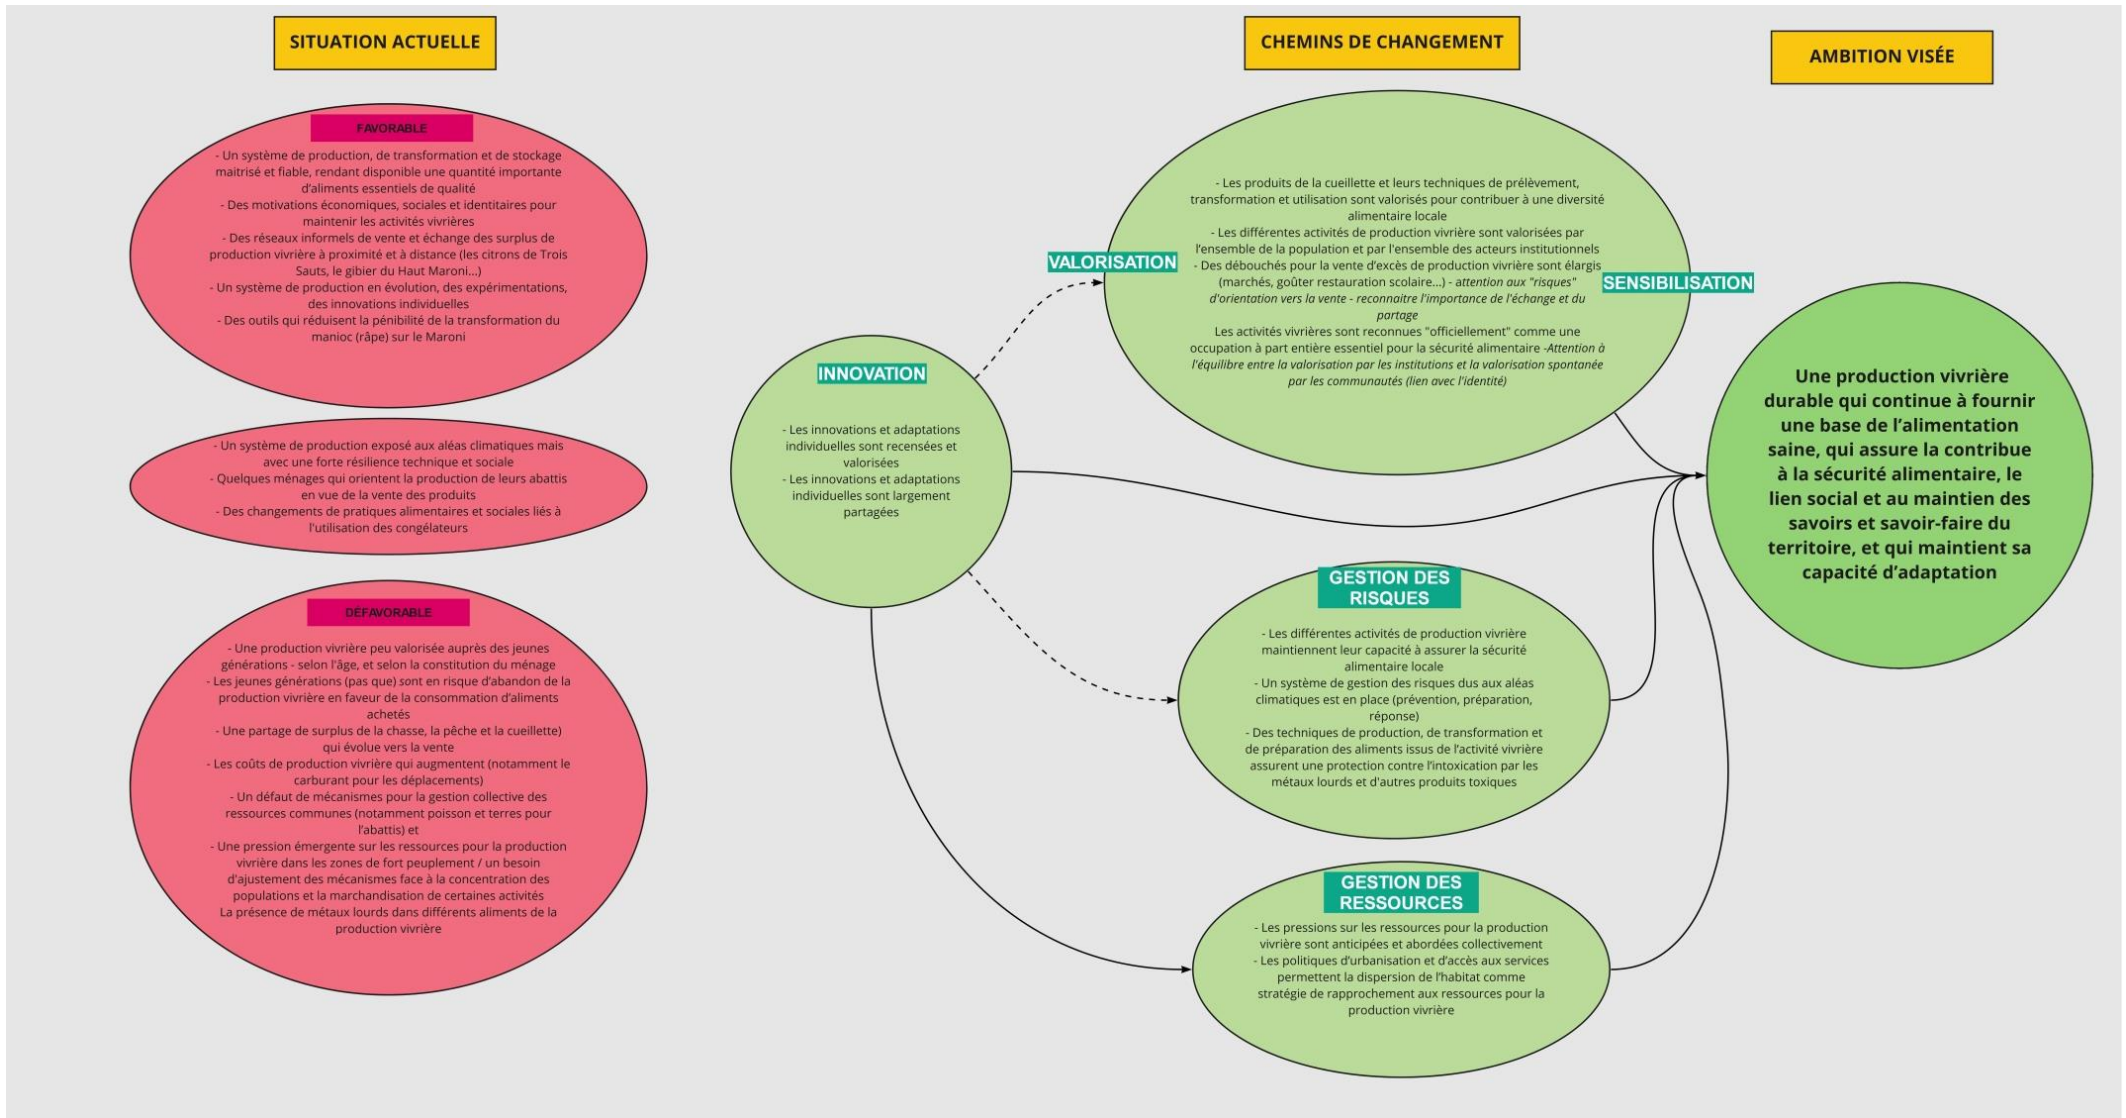 SITUATION ACTUELLE
FAVORABLE
- Un système de production, de transformation et de stockage
maitrisé et fiable, rendant disponible une quantité importante
d'aliments essentiels de qualité
- Des motivations économiques, sociales et identitaires pour
maintenir les activités vivrières
- Des réseaux informels de vente et échange des surplus de
production vivrière à proximité et à distance (les citrons de Trois
Sauts, le gibier du Haut Maroni...)
- Un système de production en évolution, des expérimentations,
des innovations individuelles
- Des outils qui réduisent la pénibilité de la transformation du
manioc (râpe) sur le Maroni
- Un système de production exposé aux aléas climatiques mais
avec une forte résilience technique et sociale
- Quelques ménages qui orientent la production de leurs abattis
en vue de la vente des produits
- Des changements de pratiques alimentaires et sociales liés à
l'utilisation des congélateurs
DÉFAVORABLE
- Une production vivrière peu valorisée auprès des jeunes
générations - selon l'âge, et selon la constitution du ménage
- Les jeunes générations (pas que) sont en risque d'abandon de la
production vivrière en faveur de la consommation d'aliments
achetés
- Une partage de surplus de la chasse, la pêche et la cueillette)
qui évolue vers la vente
- Les coûts de production vivrière qui augmentent (notamment le
carburant pour les déplacements)
- Un défaut de mécanismes pour la gestion collective des
ressources communes (notamment poisson et terres pour
l'abattis) et
- Une pression émergente sur les ressources pour la production
vivrière dans les zones de fort peuplement / un besoin
d'ajustement des mécanismes face à la concentration des
populations et la marchandisation de certaines activités
La présence de métaux lourds dans différents aliments de la
production vivrière
CHEMINS DE CHANGEMENT
INNOVATION
- Les innovations et adaptations
individuelles sont recensées et
valorisées
- Les innovations et adaptations
individuelles sont largement
partagées
VALORISATION
- Les produits de la cueillette et leurs techniques de prélèvement,
transformation et utilisation sont valorisés pour contribuer à une diversité
alimentaire locale
- Les différentes activités de production vivrière sont valorisées par
l'ensemble de la population et par l'ensemble des acteurs institutionnels
- Des débouchés pour la vente d'excès de production vivrière sont élargis
(marchés, goûter restauration scolaire...) - attention aux "risques"
d'orientation vers la vente - reconnaitre l'importance de l'échange et du
partage
Les activités vivrières sont reconnues "officiellement" comme une
occupation à part entière essentiel pour la sécurité alimentaire -Attention à
l'équilibre entre la valorisation par les institutions et la valorisation spontanée
par les communautés (lien avec l'identité)
SENSIBILISATION
GESTION DES
RISQUES
- Les différentes activités de production vivrière
maintiennent leur capacité à assurer la sécurité
alimentaire locale
- Un système de gestion des risques dus aux aléas
climatiques est en place (prévention, préparation,
réponse)
- Des techniques de production, de transformation et
de préparation des aliments issus de l'activité vivrière
assurent une protection contre l'intoxication par les
métaux lourds et d'autres produits toxiques
GESTION DES
RESSOURCES
- Les pressions sur les ressources pour la production
vivrière sont anticipées et abordées collectivement
- Les politiques d'urbanisation et d'accès aux services
permettent la dispersion de l'habitat comme
stratégie de rapprochement aux ressources pour la
production vivrière
AMBITION VISÉE
Une production vivrière
durable qui continue à fournir
une base de l'alimentation
saine, qui assure la contribue
à la sécurité alimentaire, le
lien social et au maintien des
savoirs et savoir-faire du
territoire, et qui maintient sa
capacité d'adaptation